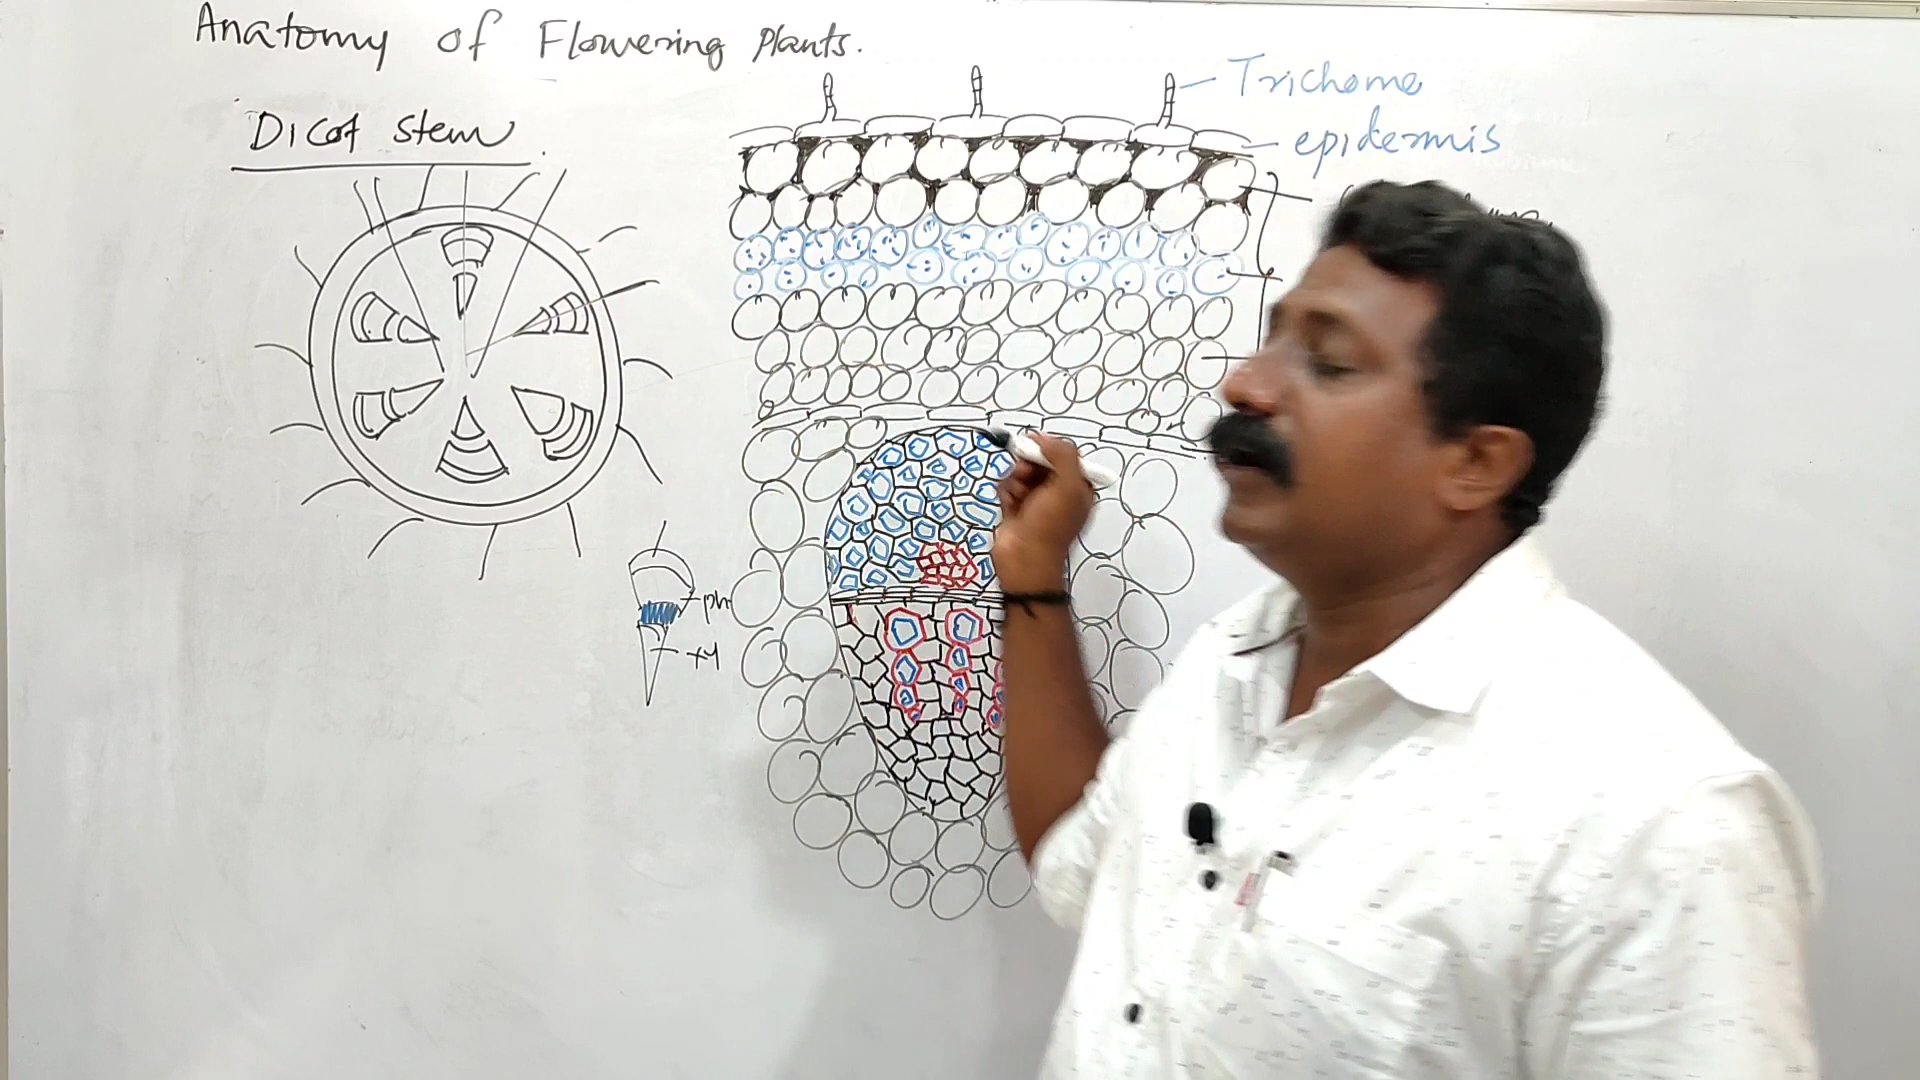 Anatomy of Flowering Plants.
Dicot stem
Trichome
epidermis
ph
xy